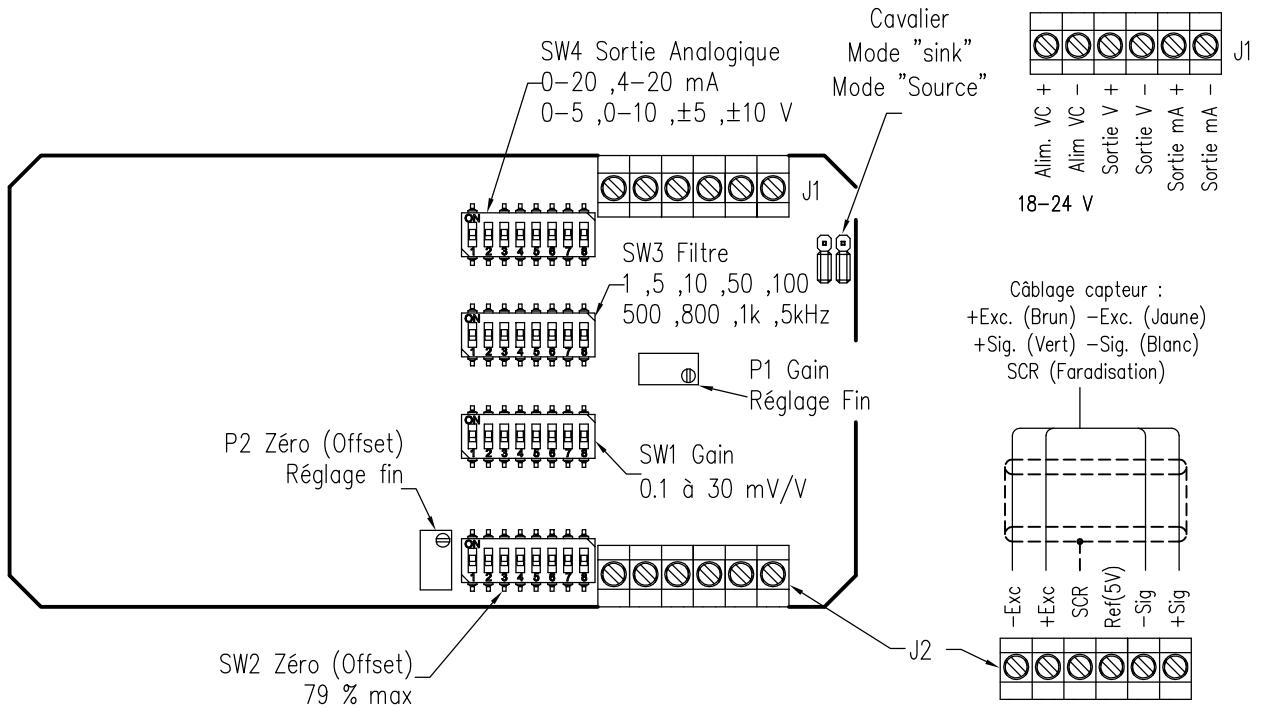 SW4 Sortie Analogique
0-20 ,4-20 mA
0-5 ,0-10 ,±5 ,±10 V
Cavalier
Mode "sink"
Mode "Source"
J1
Alim. VC +
Alim VC -
Sortie V +
Sortie V -
Sortie mA +
Sortie mA -
18-24 V
J1
ON
1 2 3 4 5 6 7 8
SW3 Filtre
1 ,5 ,10 ,50 ,100
500 ,800 ,1k ,5kHz
ON
1 2 3 4 5 6 7 8
P1 Gain
Réglage Fin
ON
1 2 3 4 5 6 7 8
SW1 Gain
0.1 à 30 mV/V
P2 Zéro (Offset)
Réglage fin
ON
1 2 3 4 5 6 7 8
SW2 Zéro (Offset)
79 % max
J2
Câblage capteur :
+Exc. (Brun) -Exc. (Jaune)
+Sig. (Vert) -Sig. (Blanc)
SCR (Faradisation)
-Exc
+Exc
SCR
Ref(5V)
-Sig
+Sig